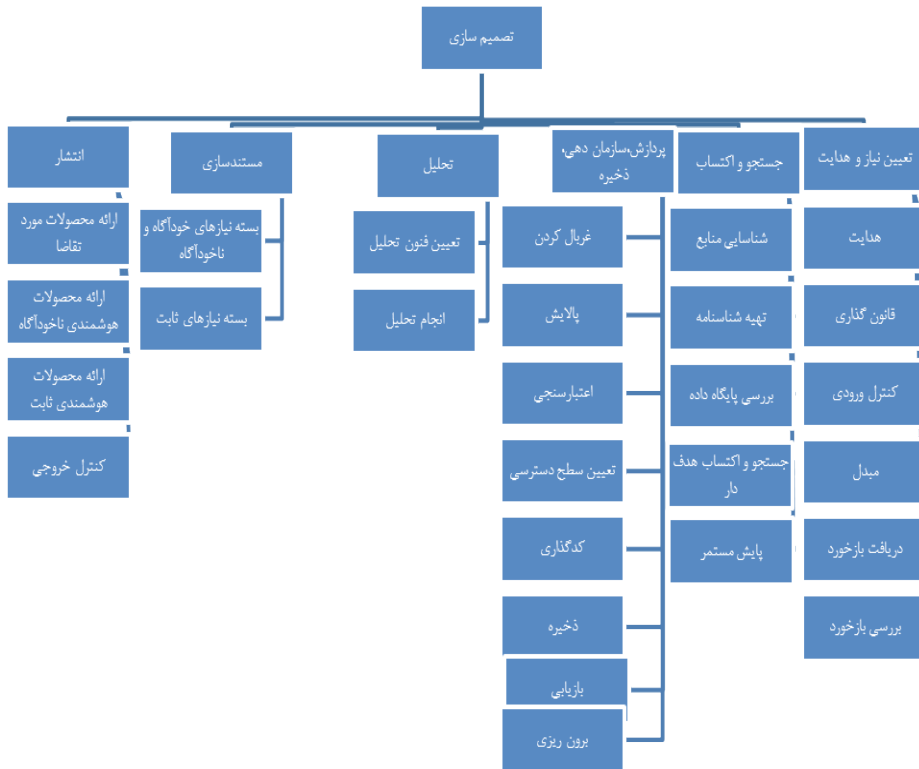 تصمیم سازی
تعیین نیاز و هدایت
هدایت
قانون گذاری
کنترل ورودی
مبدل
دریافت بازخورد
بررسی بازخورد
جستجو و اکتساب
شناسایی منابع
تهیه شناسنامه
بررسی پایگاه داده
جستجو و اکتساب هدف
دار
پایش مستمر
پردازش،سازمان دهی،
ذخیره
غربال کردن
پالایش
اعتبارسنجی
تعیین سطح دسترسی
کدگذاری
ذخیره
بازیابی
برون ریزی
تحلیل
تعیین فنون تحلیل
انجام تحلیل
مستندسازی
بسته نیازهای خودآگاه و
ناخودآگاه
بسته نیازهای ثابت
انتشار
ارائه محصولات مورد
تقاضا
ارائه محصولات
هوشمندی ناخودآگاه
ارائه محصولات
هوشمندی ثابت
کنترل خروجی